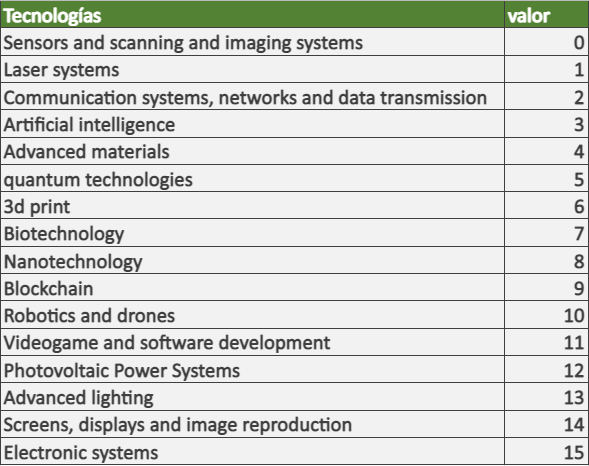 Tecnologías valor
Sensors and scanning and imaging systems 0
Laser systems 1
Communication systems, networks and data transmission 2
Artificial intelligence 3
Advanced materials 4
quantum technologies 5
3d print 6
Biotechnology 7
Nanotechnology 8
Blockchain 9
Robotics and drones 10
Videogame and software development 11
Photovoltaic Power Systems 12
Advanced lighting 13
Screens, displays and image reproduction 14
Electronic systems 15